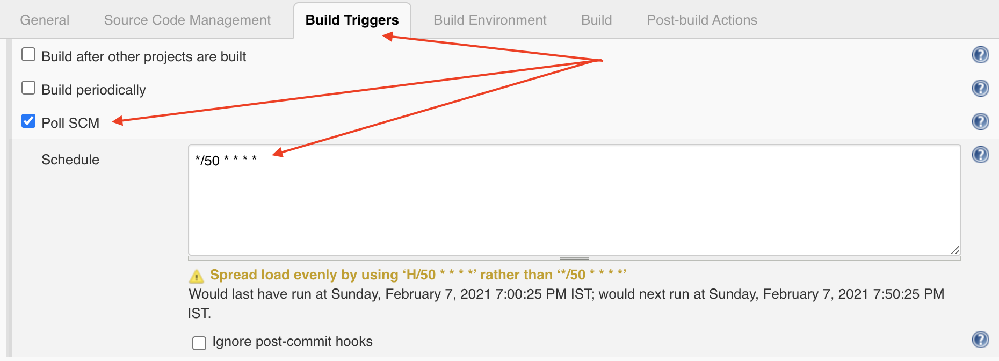 General Source Code Management Build Triggers Build Environment Build Post-build Actions
Build after other projects are built
Build periodically
Poll SCM
Schedule
*/50 * * * *
Spread load evenly by using ‘H/50 * * * *’ rather than ‘*/50 * * * *’
Would last have run at Sunday, February 7, 2021 7:00:25 PM IST; would next run at Sunday, February 7, 2021 7:50:25 PM
IST.
Ignore post-commit hooks